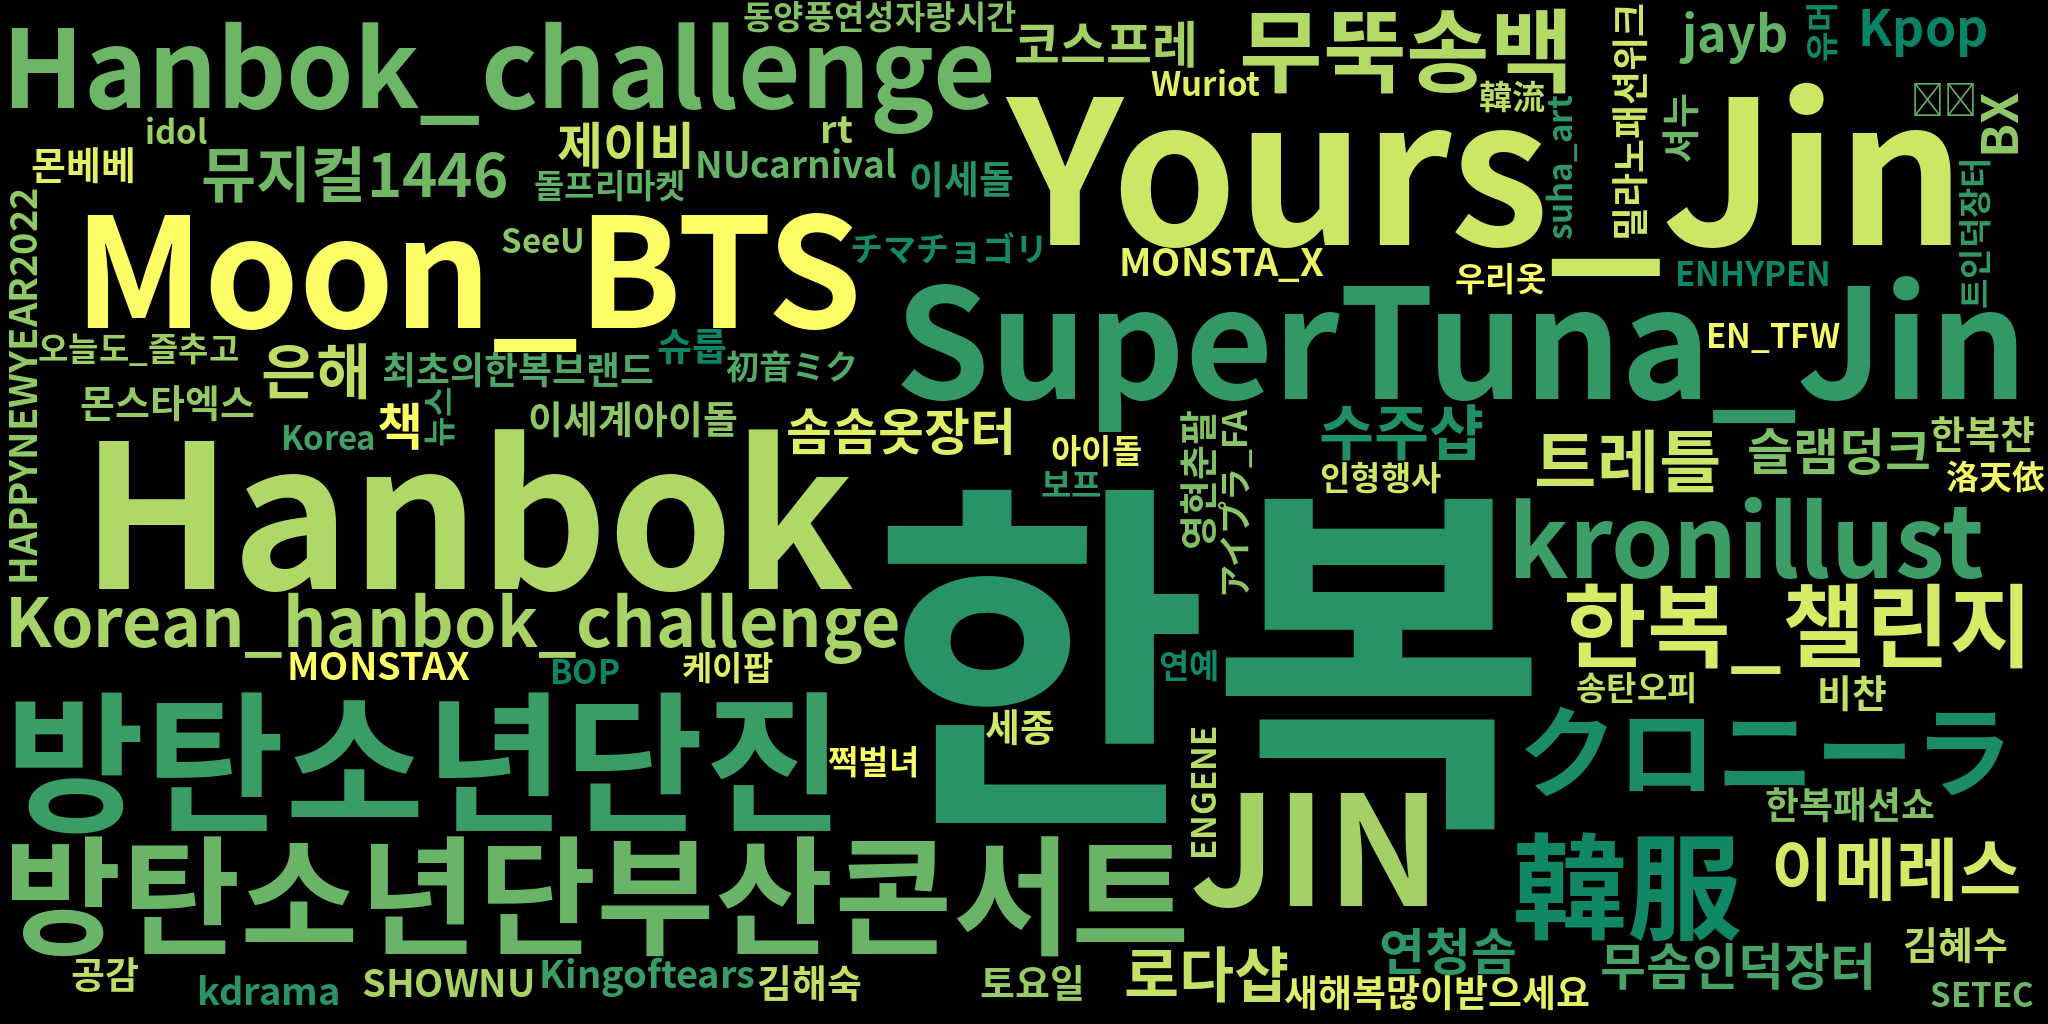 Hanbok_challenge
동양풍연성자랑시간
코스프레
무뚝송백
밀라노패션위크
jayb
유머
Kpop
Wuriot
韓流
idol
제이비
rt
Yours_Jin
suha_art
셔누
BX
몬베베
뮤지컬1446
돌프리마켓
NUcarnival
이세돌
트인덕장터
HAPPYNEWYEAR2022
Moon_BTS
SeeU
チマチョゴリ
MONSTA_X
우리옷
ENHYPEN
SuperTuna_Jin
EN_TFW
오늘도_즐추고
은해
최초의한복브랜드
슈룹
初音ミク
몬스타엑스
Korea
책
뉴시
이세계아이돌
솜솜옷장터
아이돌
보프
영현존필
アイプラ_FA
수주샵
인형행사
트레틀
슬램덩크
한복챤
洛天依
Hanbok
한복
kronillust
Korean_hanbok_challenge
한복_챌린지
MONSTAX
BOP
케이팝
연예
송탄오피
비챤
방탄소년단진
쩍벌녀
세종
ENGENE
JIN
クロニーラ
한복패션쇼
방탄소년단부산콘서트
韓服
이메레스
공감
kdrama
SHOWNU
Kingoftears
김해숙
토요일
로다샵
새해복많이받으세요
연청솜
무솜인덕장터
김혜수
SETEC